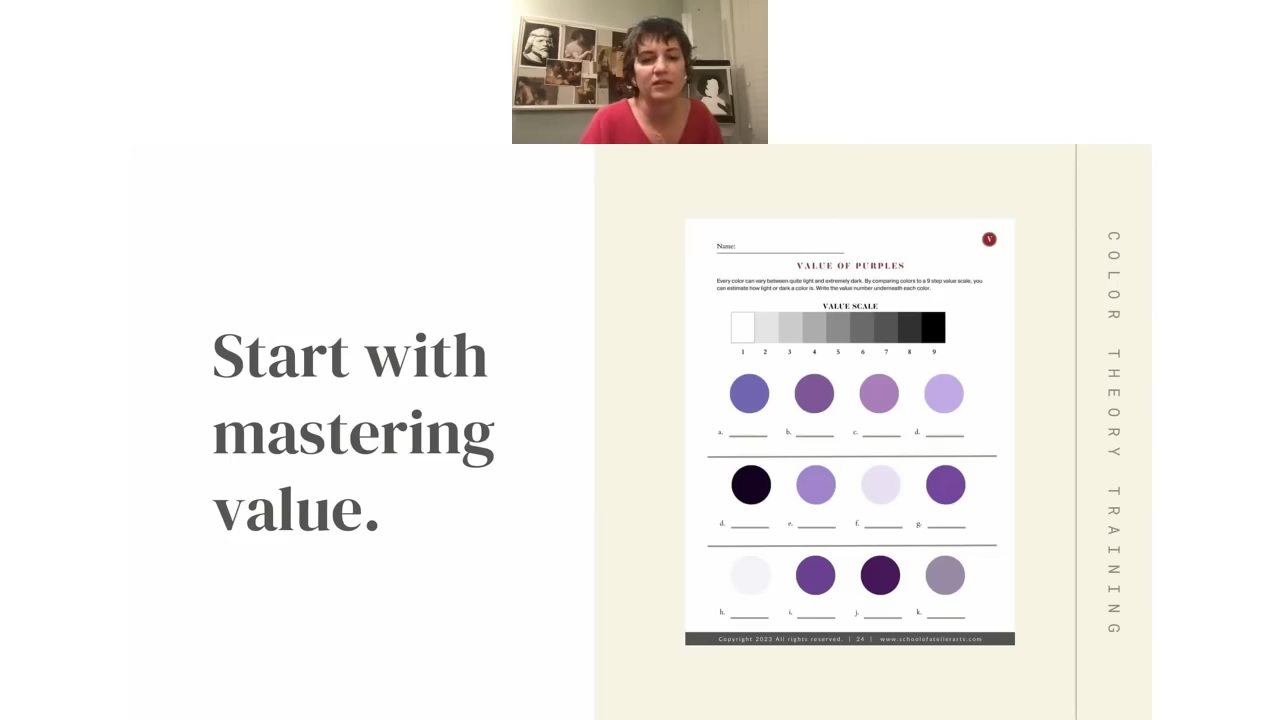 Start with
mastering
value.
Name:
V
VALUE OF PURPLES
Every color can vary between quite light and extremely dark. By comparing colors to a 9 step value scale, you
can estimate how light or dark a color is. Write the value number underneath each color.
VALUE SCALE
1 2 3 4 5 6 7 8 9
a. b. c. d.
d. e. f. g.
h. i. j. k.
Copyright 2023 All rights reserved. | 24 | www.schoolofatelierarts.com
COLOR THEORY TRAINING